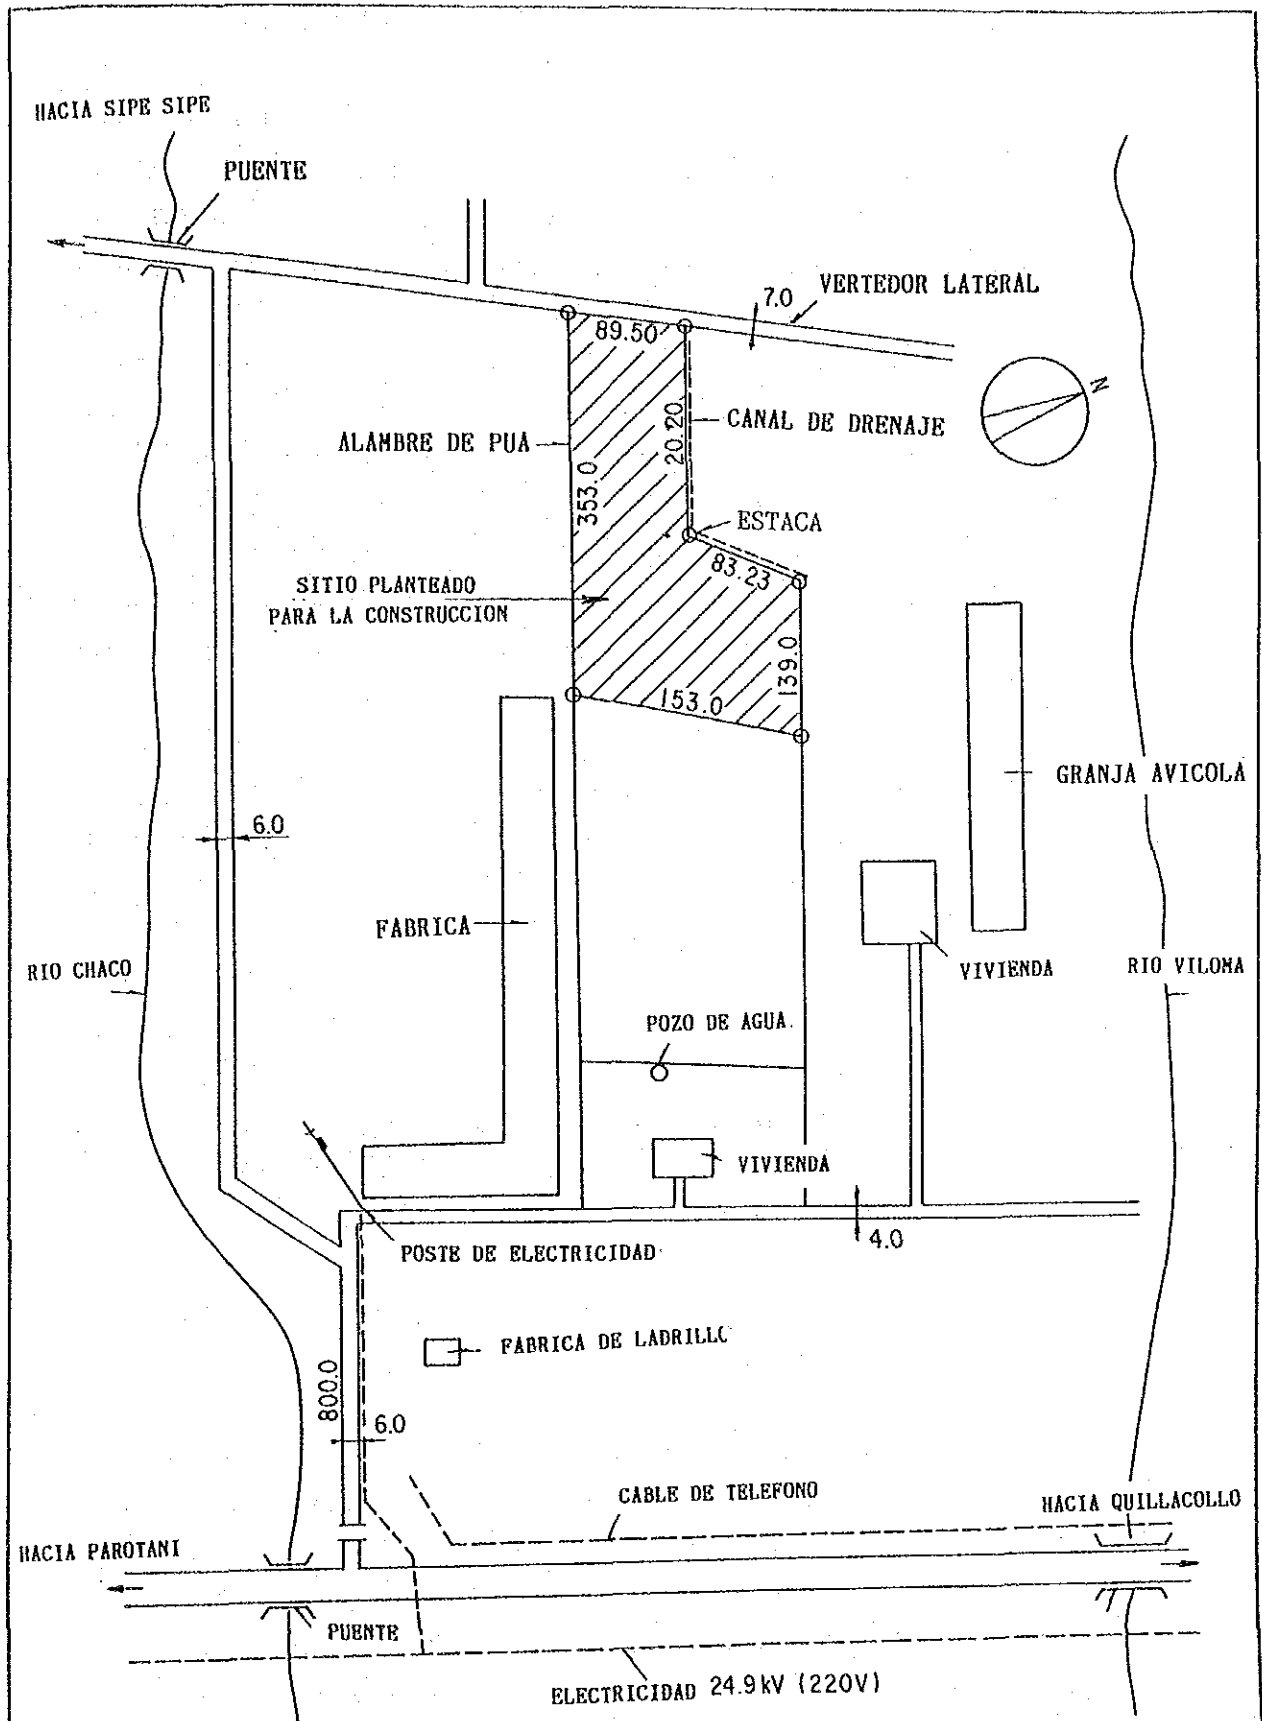 HACIA SIPE SIPE
PUENTE
7.0
VERTEDOR LATERAL
89.50
N
ALAMBRE DE PUA
353.0
20.20
CANAL DE DRENAJE
ESTACA
83.23
SITIO PLANTEADO
PARA LA CONSTRUCCION
139.0
153.0
GRANJA AVICOLA
6.0
FABRICA
RIO CHACO
VIVIENDA
RIO VILOMA
POZO DE AGUA
VIVIENDA
POSTE DE ELECTRICIDAD
4.0
FABRICA DE LADRILLO
800.0
6.0
CABLE DE TELEFONO
HACIA QUILLACOLLO
HACIA PAROTANI
PUENTE
ELECTRICIDAD 24.9kV (220V)